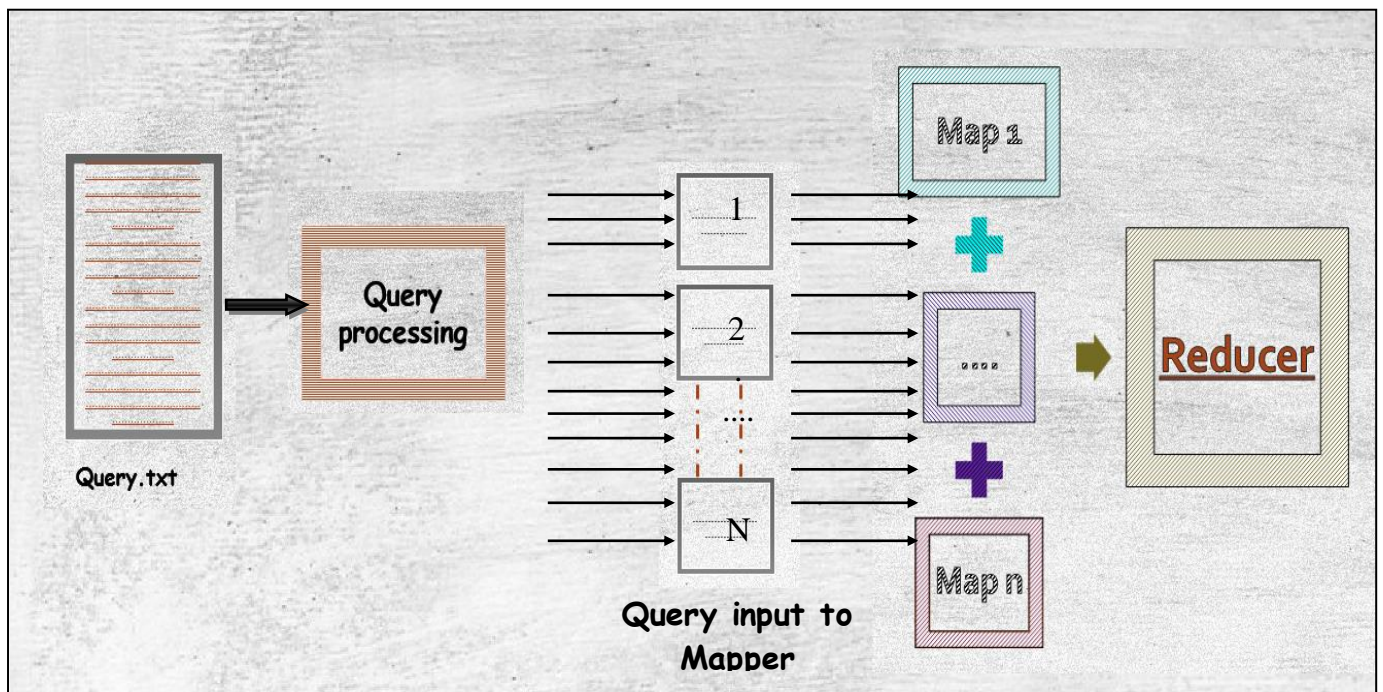 Query.txt
Query
processing
1
2
....
N
Query input to
Mapper
Map 1
....
Map n
Reducer